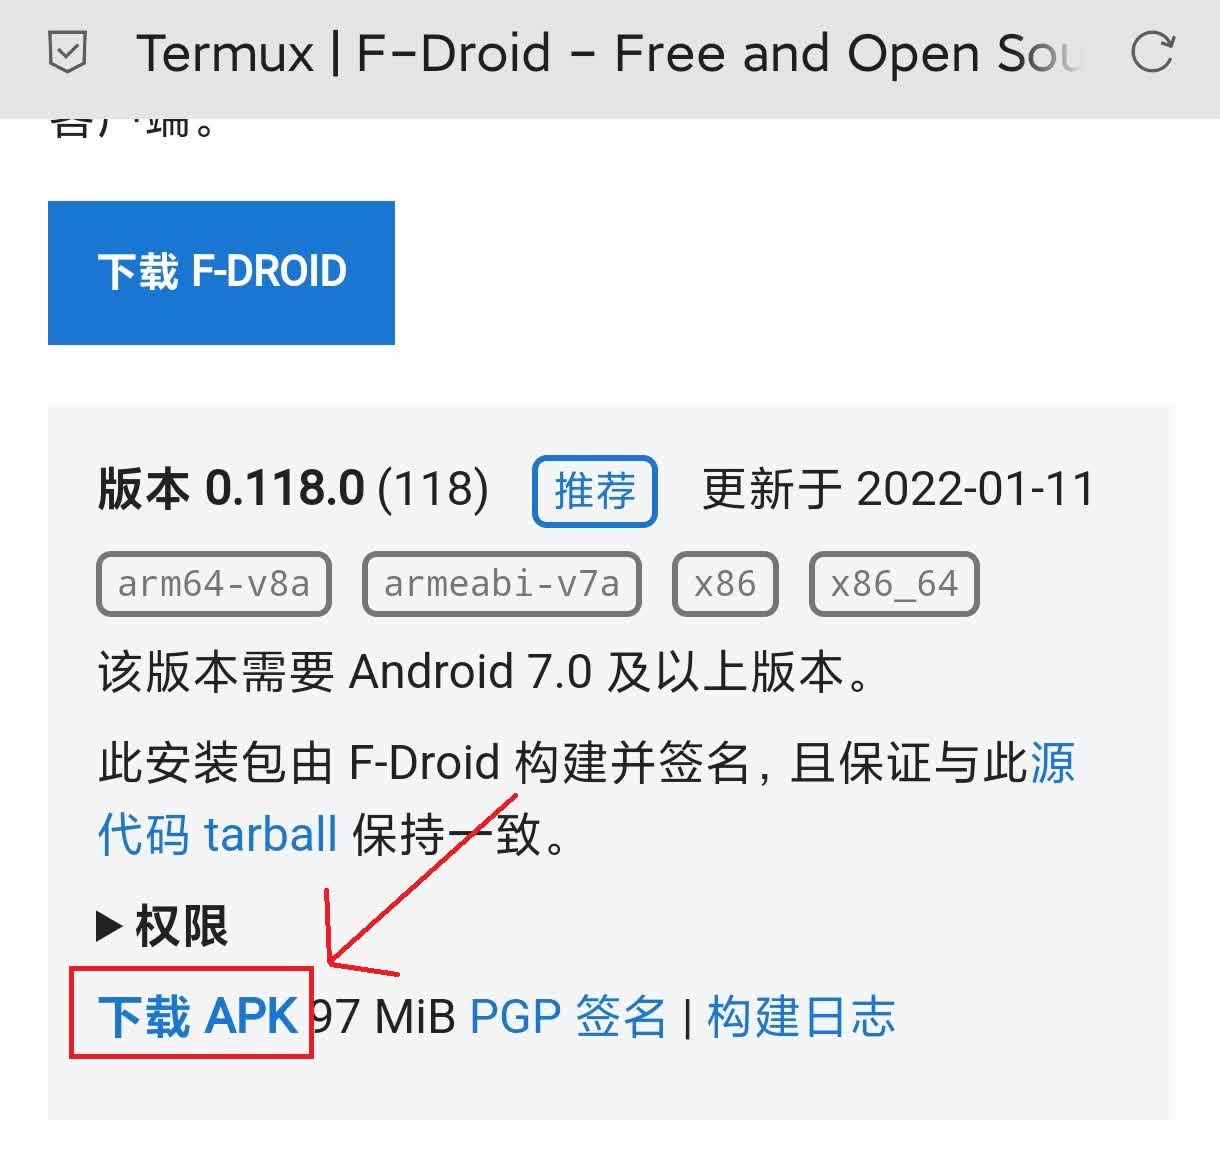 Termux | F-Droid - Free and Open Sou
客户端。
下载 F-DROID
版本 0.118.0 (118) 推荐 更新于 2022-01-11
arm64-v8a armeabi-v7a x86 x86_64
该版本需要 Android 7.0 及以上版本。
此安装包由 F-Droid 构建并签名, 且保证与此源
代码 tarball 保持一致。
▶ 权限
下载 APK 97 MiB PGP 签名 | 构建日志